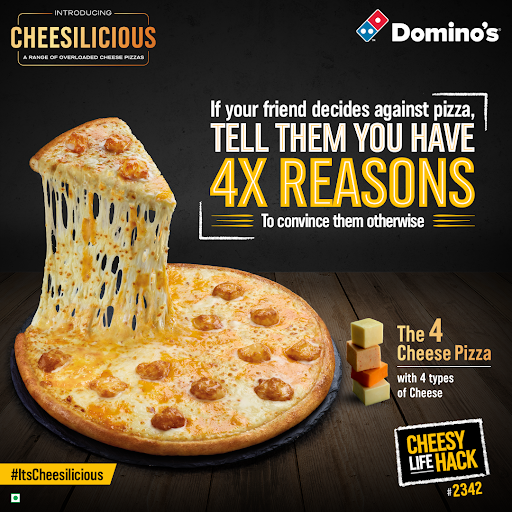 INTRODUCING
CHEESILICIOUS
A RANGE OF OVERLOADED CHEESE PIZZAS
Domino's
If your friend decides against pizza,
TELL THEM YOU HAVE
4X REASONS
To convince them otherwise
The 4
Cheese Pizza
with 4 types
of Cheese
CHEESY
LIFE HACK
#2342
#ItsCheesilicious